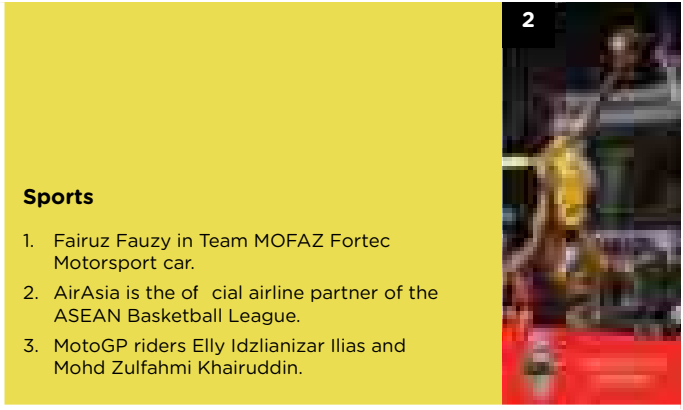 Sports
1. Fairuz Fauzy in Team MOFAZ Fortec
Motorsport car.
2. AirAsia is the of cial airline partner of the
ASEAN Basketball League.
3. MotoGP riders Elly Idzlianizar Ilias and
Mohd Zulfahmi Khairuddin.
2